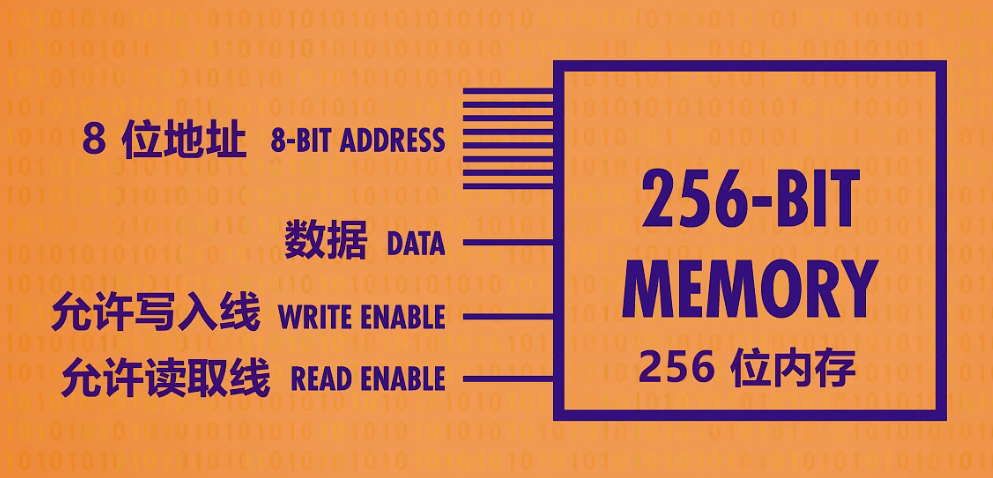 8 位地址 8-BIT ADDRESS
数据 DATA
允许写入线 WRITE ENABLE
允许读取线 READ ENABLE
256-BIT
MEMORY
256 位内存